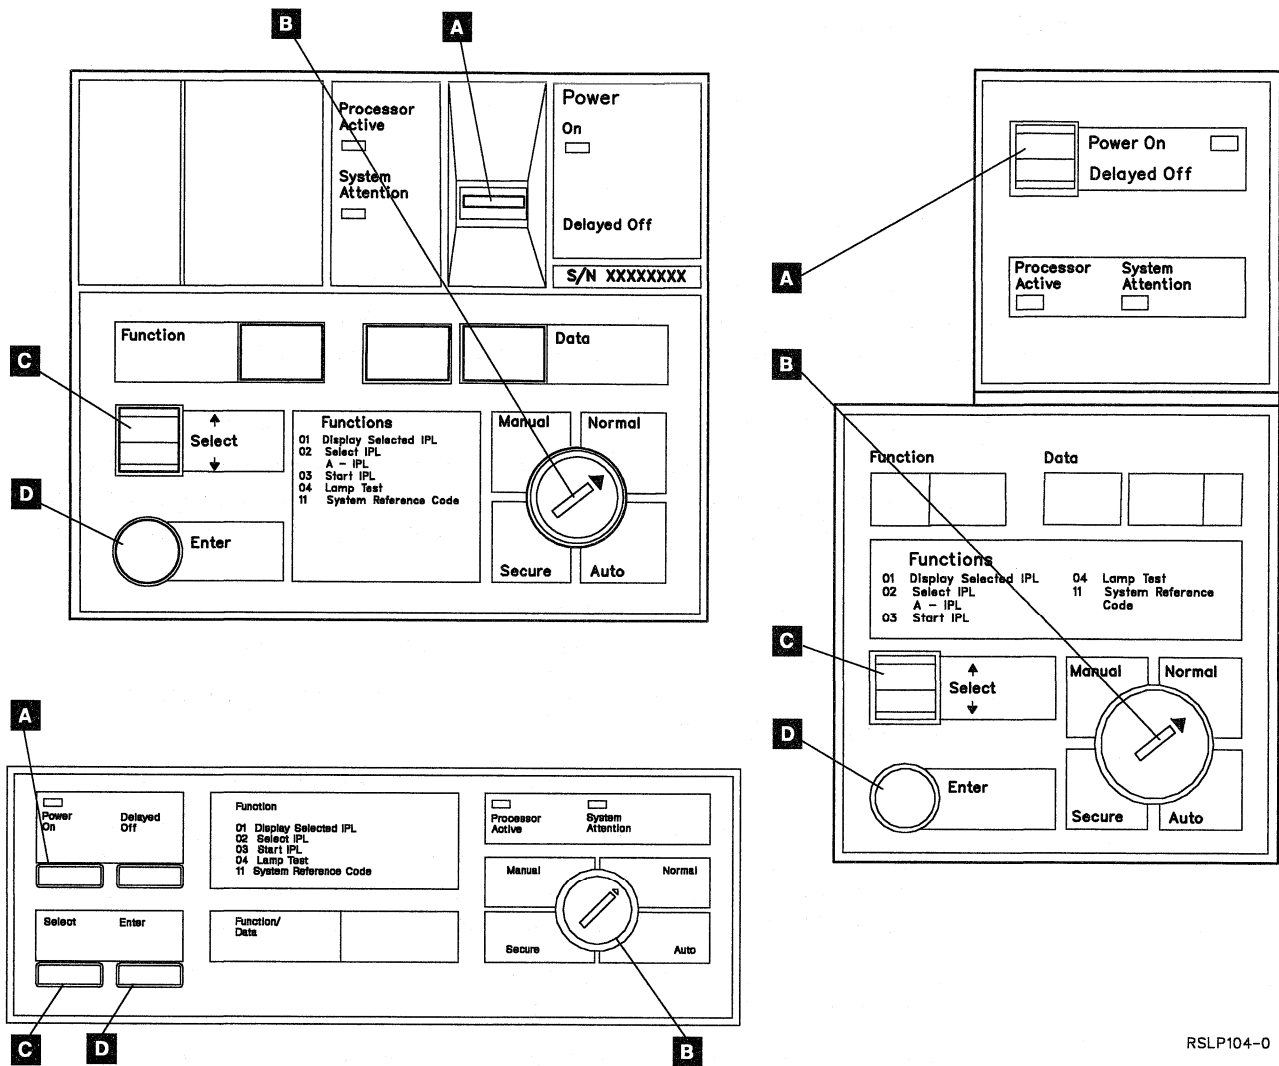 B
A
Processor
Active
System
Attention
Power
On
Delayed Off
S/N XXXXXXXX
Function
Data
C
Select
D
Enter
Functions
01 Display Selected IPL
02 Select IPL
A - IPL
03 Start IPL
04 Lamp Test
11 System Reference Code
Manual
Normal
Secure
Auto
A
Power On
Delayed Off
Processor
Active
System
Attention
B
Function
Data
Functions
01 Display Selected IPL
02 Select IPL
A - IPL
03 Start IPL
04 Lamp Test
11 System Reference
Code
C
Select
D
Enter
Manual
Normal
Secure
Auto
A
Power
On
Delayed
Off
Select
Enter
Function
01 Display Selected IPL
02 Select IPL
03 Start IPL
04 Lamp Test
11 System Reference Code
Function/
Data
Processor
Active
System
Attention
Manual
Normal
Secure
Auto
C
D
B
RSLP104-0